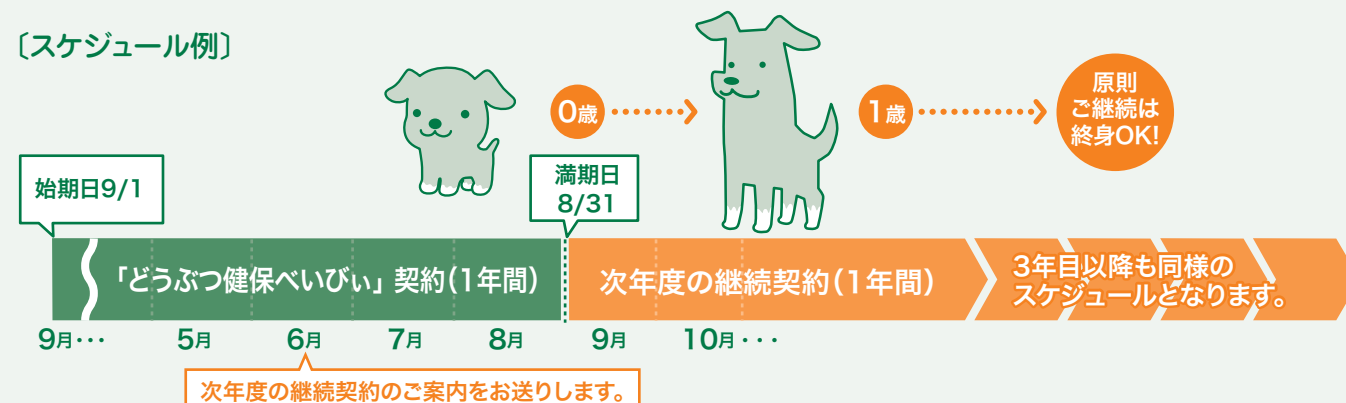 〔スケジュール例〕
0歳
1歳
原則
ご継続は
終身OK!
始期日9/1
満期日
8/31
「どうぶつ健保べいびぃ」契約(1年間)
次年度の継続契約(1年間)
3年目以降も同様の
スケジュールとなります。
9月･･･
5月
6月
7月
8月
9月
10月･･･
次年度の継続契約のご案内をお送りします。